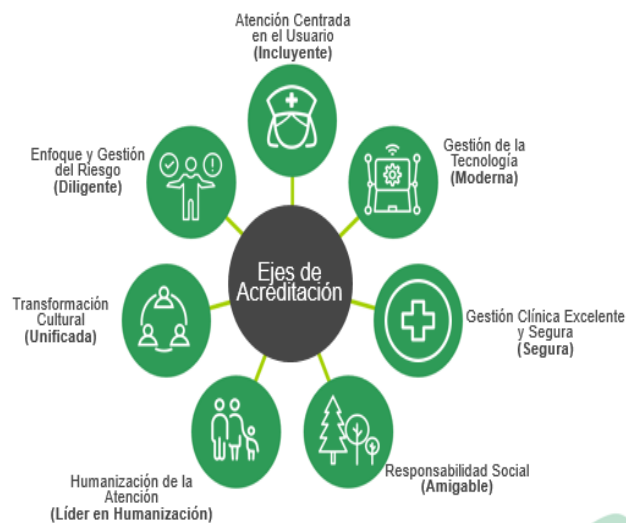 Atención Centrada
en el Usuario
(Incluyente)
Gestión de la
Tecnología
(Moderna)
Gestión Clínica Excelente
y Segura
(Segura)
Responsabilidad Social
(Amigable)
Humanización de la
Atención
(Líder en Humanización)
Transformación
Cultural
(Unificada)
Enfoque y Gestión
del Riesgo
(Diligente)
Ejes de
Acreditación